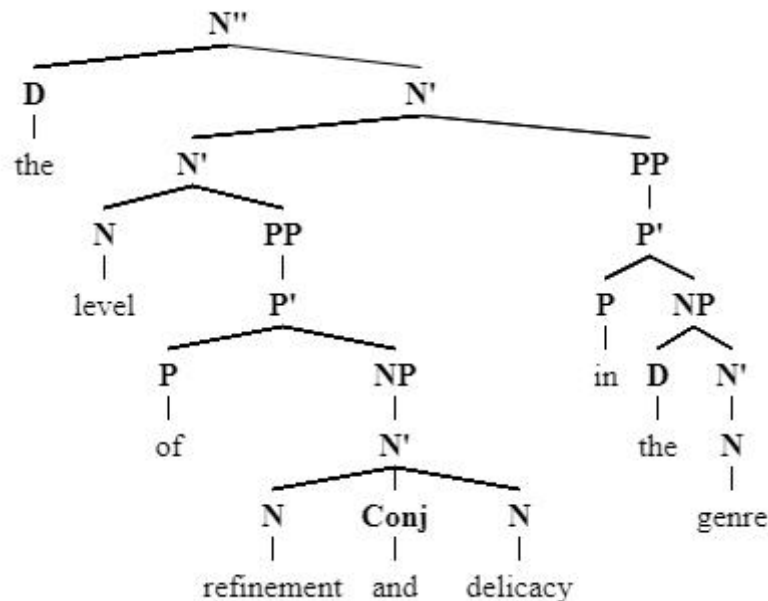 N"
D N'
the N' PP
N PP P'
level P' P NP
P NP in D N'
of N' the N
N Conj N genre
refinement and delicacy